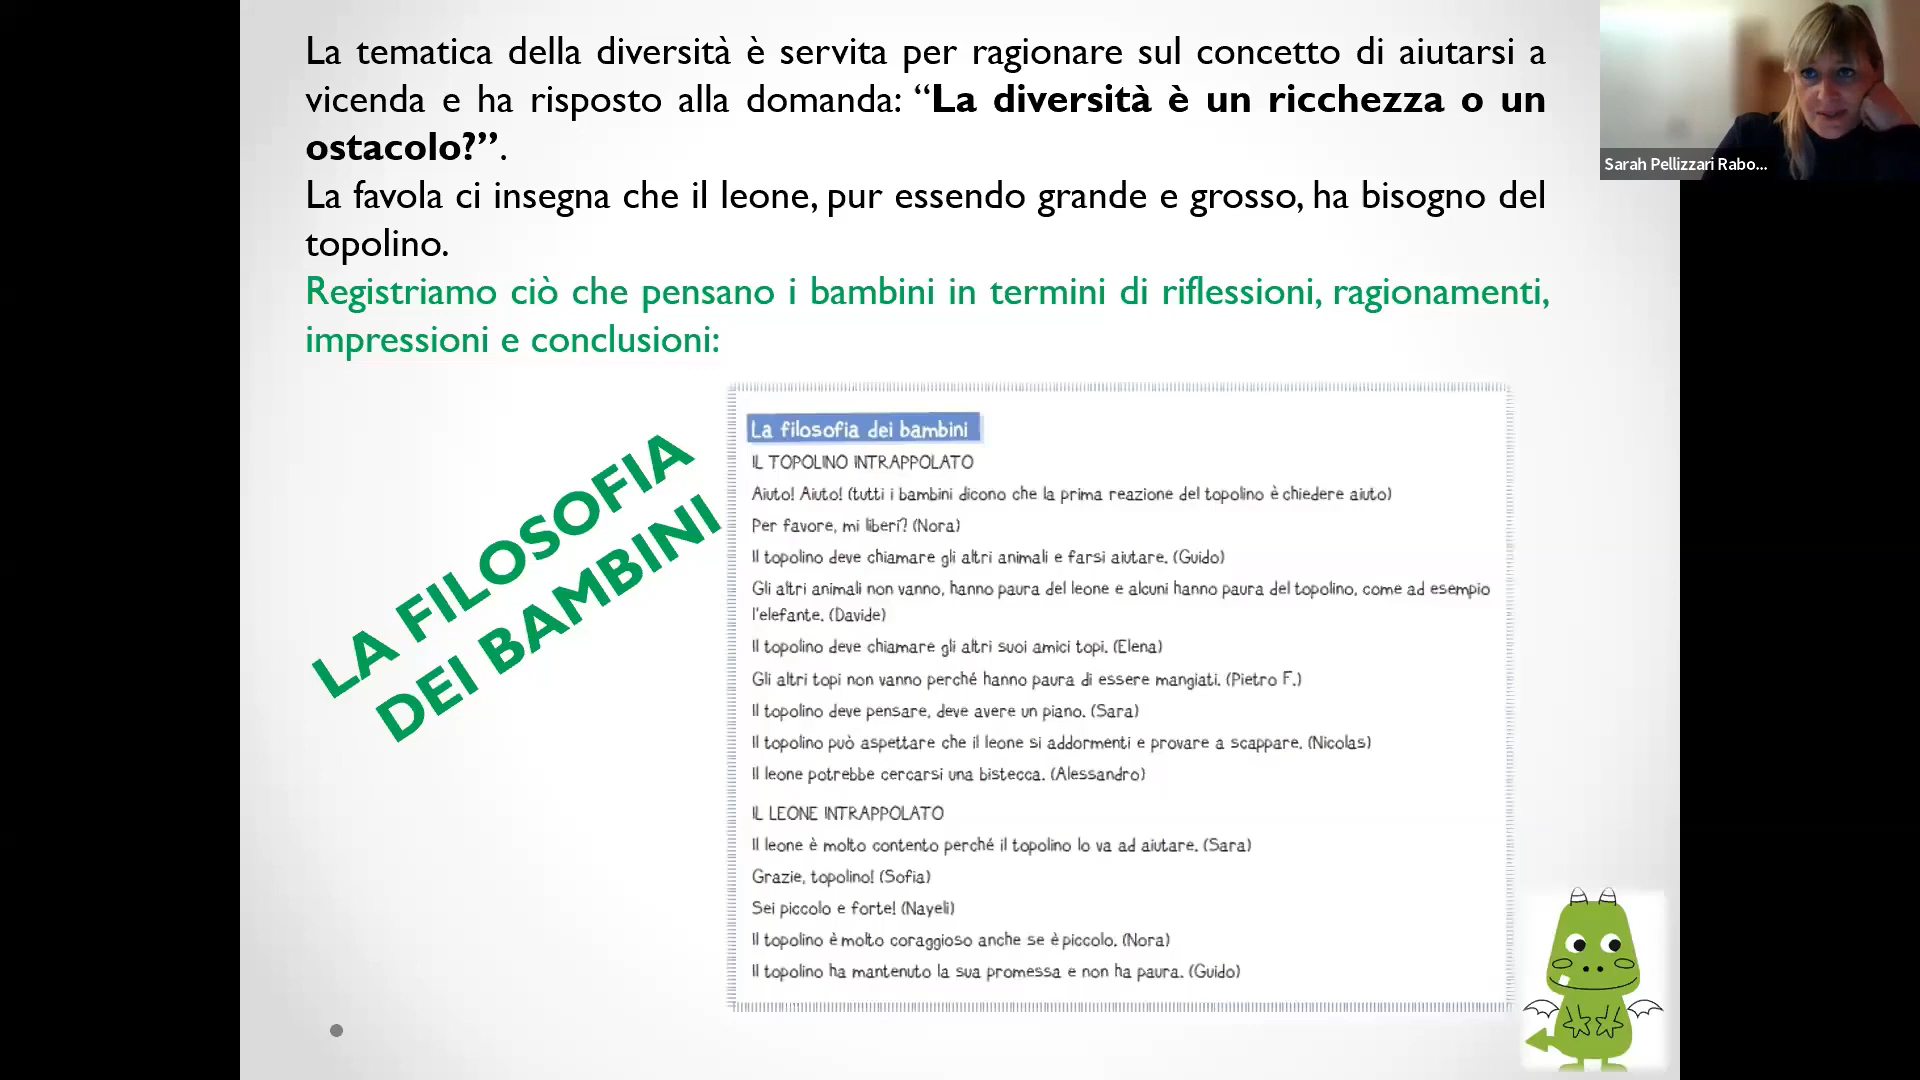 La tematica della diversità è servita per ragionare sul concetto di aiutarsi a
vicenda e ha risposto alla domanda: “La diversità è un ricchezza o un
ostacolo?”.
La favola ci insegna che il leone, pur essendo grande e grosso, ha bisogno del
topolino.
Registriamo ciò che pensano i bambini in termini di riflessioni, ragionamenti,
impressioni e conclusioni:
LA FILOSOFIA
DEI BAMBINI
La filosofia dei bambini
IL TOPOLINO INTRAPPOLATO
Aiuto! Aiuto! (tutti i bambini dicono che la prima reazione del topolino è chiedere aiuto)
Per favore, mi liberi? (Nora)
Il topolino deve chiamare gli altri animali e farsi aiutare. (Guido)
Gli altri animali non vanno, hanno paura del leone e alcuni hanno paura del topolino, come ad esempio
l'elefante. (Davide)
Il topolino deve chiamare gli altri suoi amici topi. (Elena)
Gli altri topi non vanno perché hanno paura di essere mangiati. (Pietro F.)
Il topolino deve pensare, deve avere un piano. (Sara)
Il topolino può aspettare che il leone si addormenti e provare a scappare. (Nicolas)
Il leone potrebbe cercarsi una bistecca. (Alessandro)
IL LEONE INTRAPPOLATO
Il leone è molto contento perché il topolino lo va ad aiutare. (Sara)
Grazie, topolino! (Sofia)
Sei piccolo e forte! (Nayeli)
Il topolino è molto coraggioso anche se è piccolo. (Nora)
Il topolino ha mantenuto la sua promessa e non ha paura. (Guido)
Sarah Pellizzari Rabo...